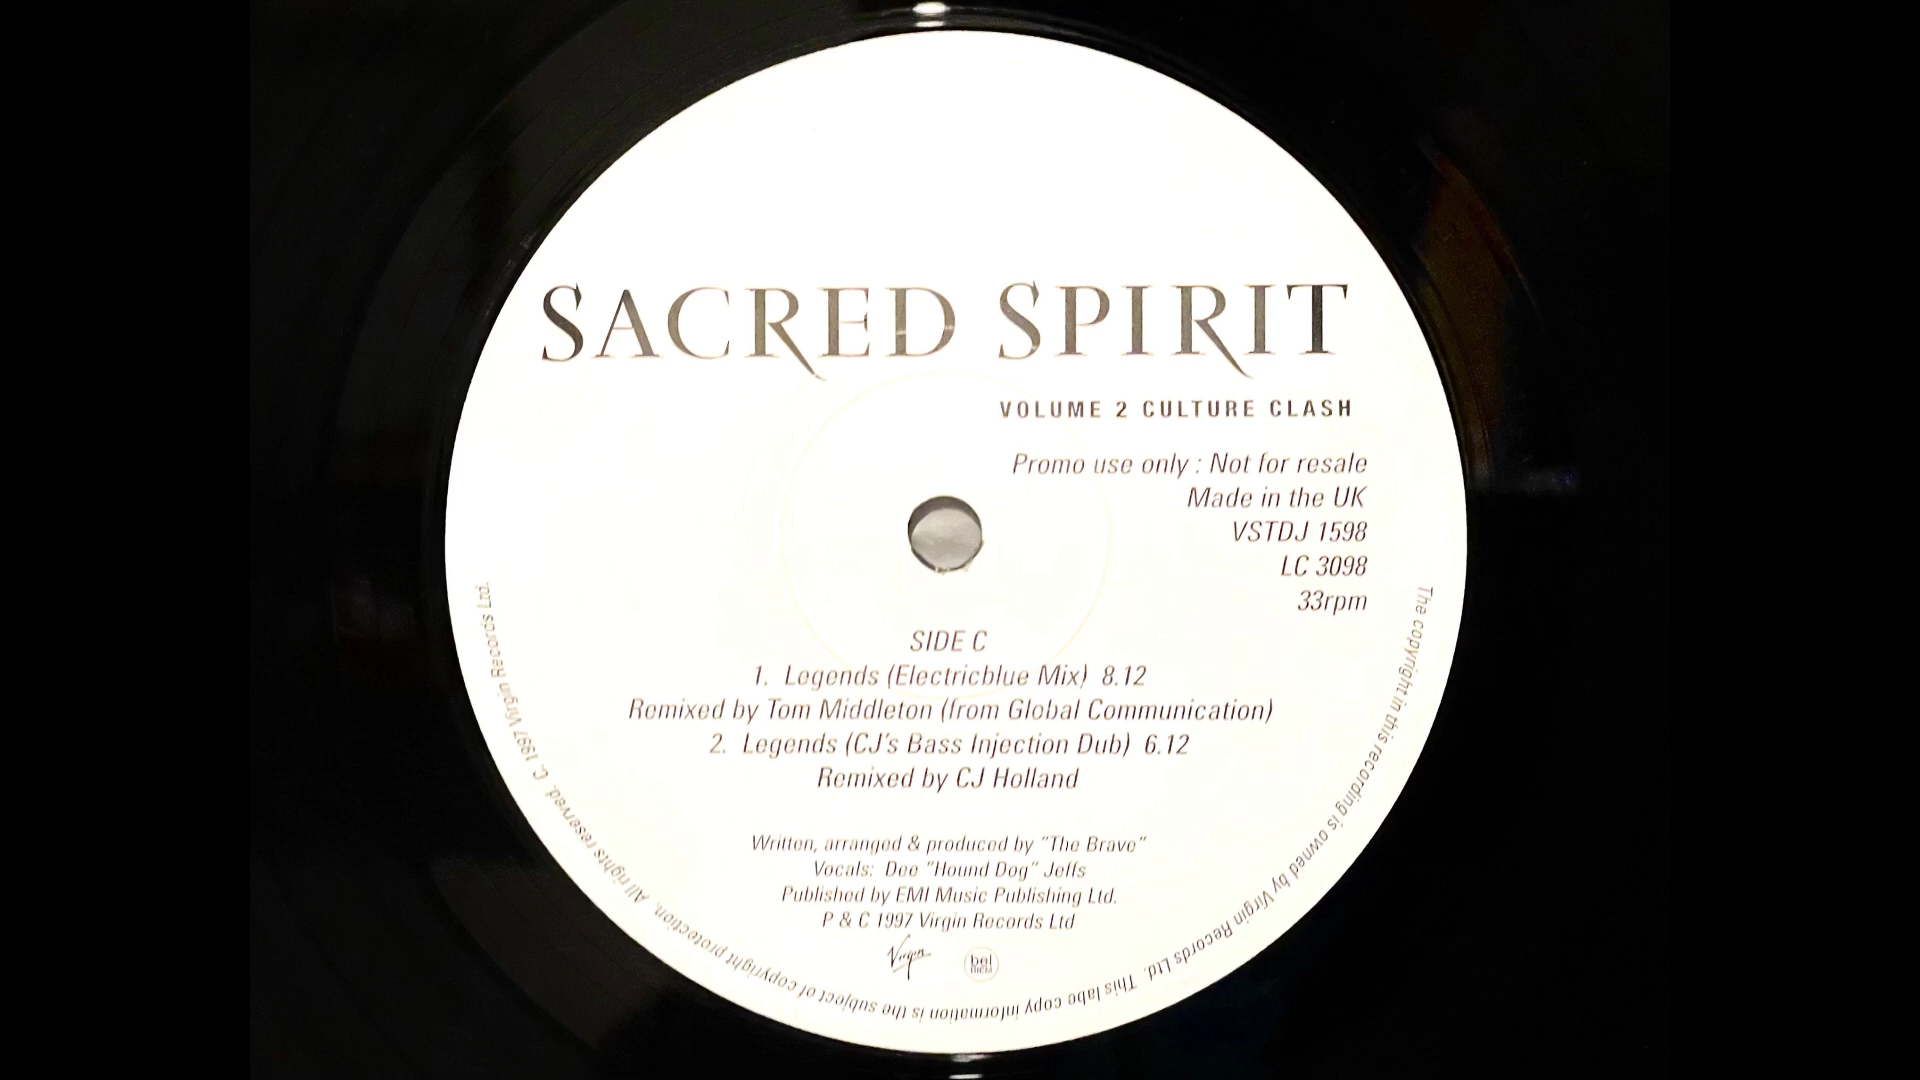 SACRED SPIRIT
VOLUME 2 CULTURE CLASH
Promo use only : Not for resale
Made in the UK
VSTDJ 1598
LC 3098
33rpm
SIDE C
1. Legends (Electricblue Mix) 8.12
Remixed by Tom Middleton (from Global Communication)
2. Legends (CJ's Bass Injection Dub) 6.12
Remixed by CJ Holland
Written, arranged & produced by "The Brave"
Vocals: Dee "Hound Dog" Jeffs
Published by EMI Music Publishing Ltd.
P & C 1997 Virgin Records Ltd
Virgin
The copyright in this recording is owned by Virgin Records Ltd. This labe copy information is the subject of copyright protection. All rights reserved. C. 1997 Virgin Records Ltd.